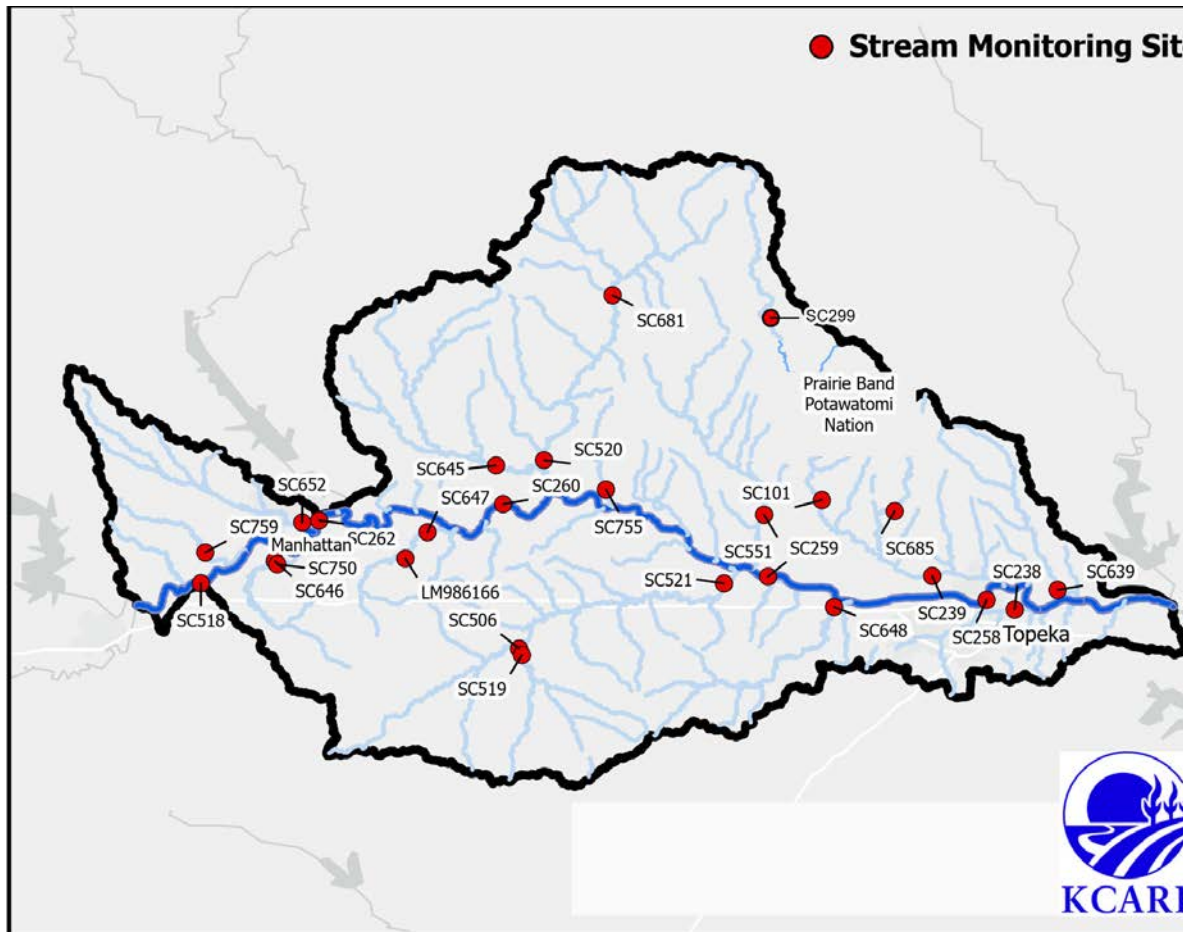 Stream Monitoring Sit
SC681
SC299
Prairie Band
Potawatomi
Nation
SC520
SC645
SC260
SC647
SC652
SC101
SC755
SC759
SC262
Manhattan
SC551
SC259
SC685
SC750
SC238
SC646
LM986166
SC521
SC639
SC518
SC239
SC506
SC648
SC258
Topeka
SC519
KCARE